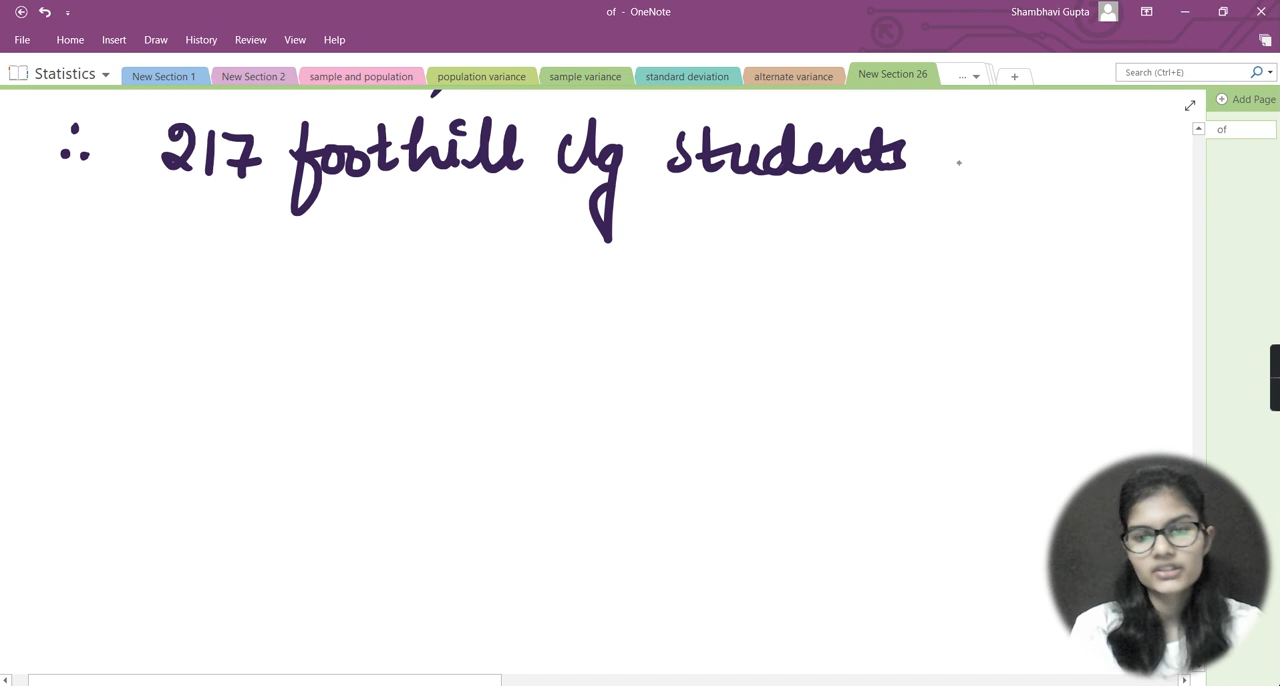 of - OneNote
Shambhavi Gupta
File Home Insert Draw History Review View Help
Statistics
New Section 1
New Section 2
sample and population
population variance
sample variance
standard deviation
alternate variance
New Section 26
...
+
Search (Ctrl+E)
Add Page
of
∴ 217 foothill clg students